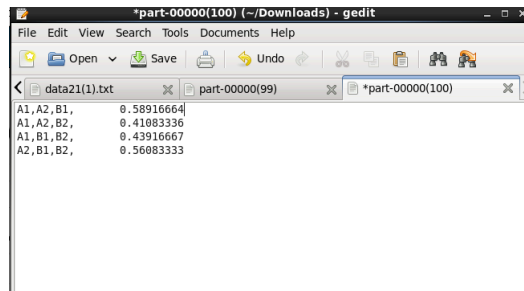 *part-00000(100) (~/Downloads) - gedit
File Edit View Search Tools Documents Help
Open Save Undo
data21(1).txt part-00000(99) *part-00000(100)
A1,A2,B1, 0.58916664
A1,A2,B2, 0.41083336
A1,B1,B2, 0.43916667
A2,B1,B2, 0.56083333